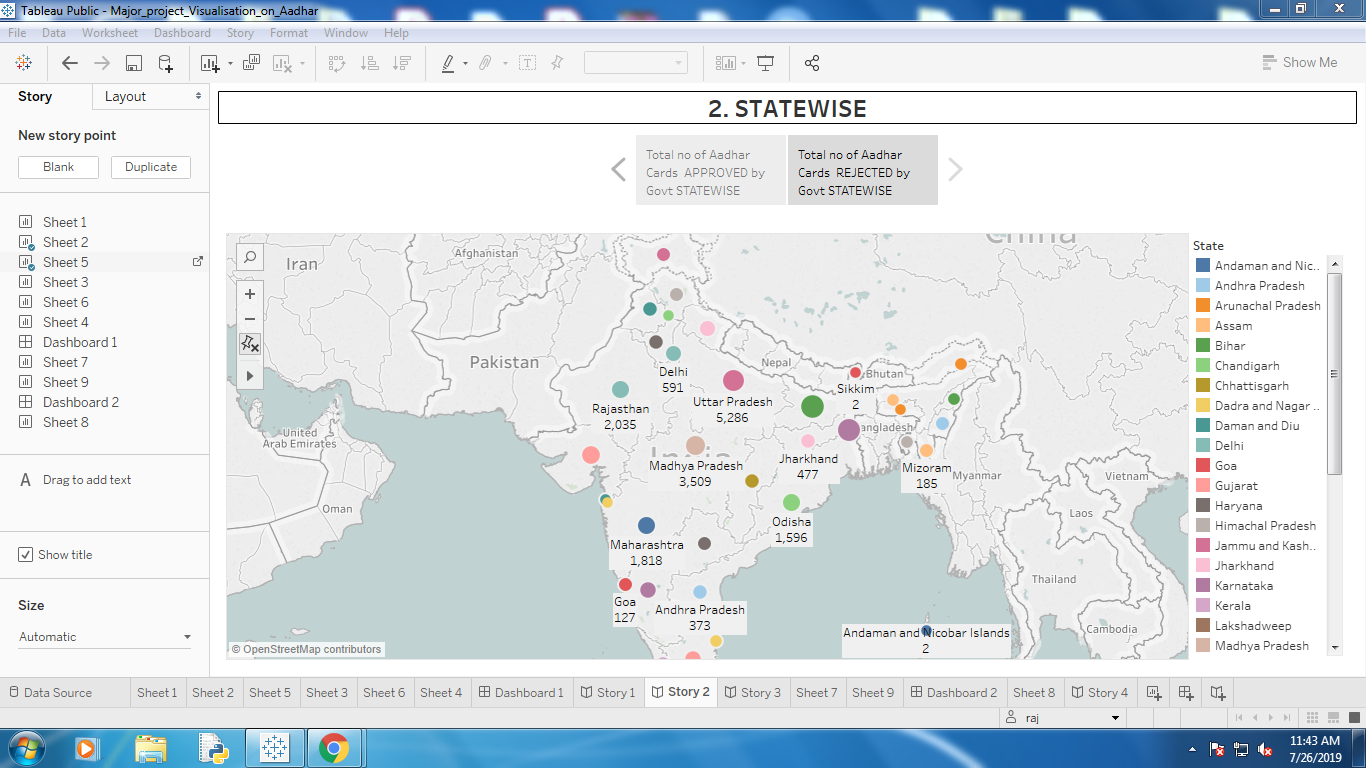 Tableau Public - Major_project_Visualisation_on_Aadhar
File Data Worksheet Dashboard Story Format Window Help
Show Me
Story
Layout
New story point
Blank
Duplicate
Sheet 1
Sheet 2
Sheet 5
Sheet 3
Sheet 6
Sheet 4
Dashboard 1
Sheet 7
Sheet 9
Dashboard 2
Sheet 8
A Drag to add text
Show title
Size
Automatic
2. STATEWISE
Total no of Aadhar
Cards APPROVED by
Govt STATEWISE
Total no of Aadhar
Cards REJECTED by
Govt STATEWISE
China
Iran
Afghanistan
Pakistan
Nepal
Bhutan
Delhi
591
Sikkim
2
Uttar Pradesh
5,286
Rajasthan
2,035
United
Arab Emirates
angladesh
India
Madhya Pradesh
3,509
Jharkhand
477
Mizoram
185
Myanmar
Vietnam
Oman
Laos
Odisha
1,596
Maharashtra
1,818
Thailand
Goa
127
Andhra Pradesh
373
Cambodia
Andaman and Nicobar Islands
2
© OpenStreetMap contributors
State
Andaman and Nic..
Andhra Pradesh
Arunachal Pradesh
Assam
Bihar
Chandigarh
Chhattisgarh
Dadra and Nagar ..
Daman and Diu
Delhi
Goa
Gujarat
Haryana
Himachal Pradesh
Jammu and Kash..
Jharkhand
Karnataka
Kerala
Lakshadweep
Madhya Pradesh
Data Source Sheet 1 Sheet 2 Sheet 5 Sheet 3 Sheet 6 Sheet 4 Dashboard 1 Story 1 Story 2 Story 3 Sheet 7 Sheet 9 Dashboard 2 Sheet 8 Story 4
raj
11:43 AM
7/26/2019